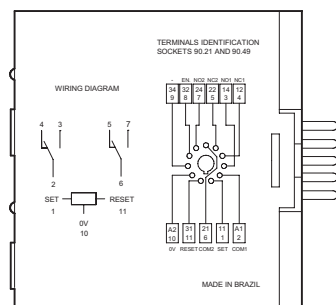 TERMINALS IDENTIFICATION
SOCKETS 90.21 AND 90.49
WIRING DIAGRAM
- EN. NO2 NC2 NO1 NC1
34 32 24 22 14 12
9 8 7 5 3 4
4 3 5 7
2 6
SET RESET
1 11
0V
10
A2 31 21 11 A1
10 11 6 1 2
0V RESET COM2 SET COM1
MADE IN BRAZIL